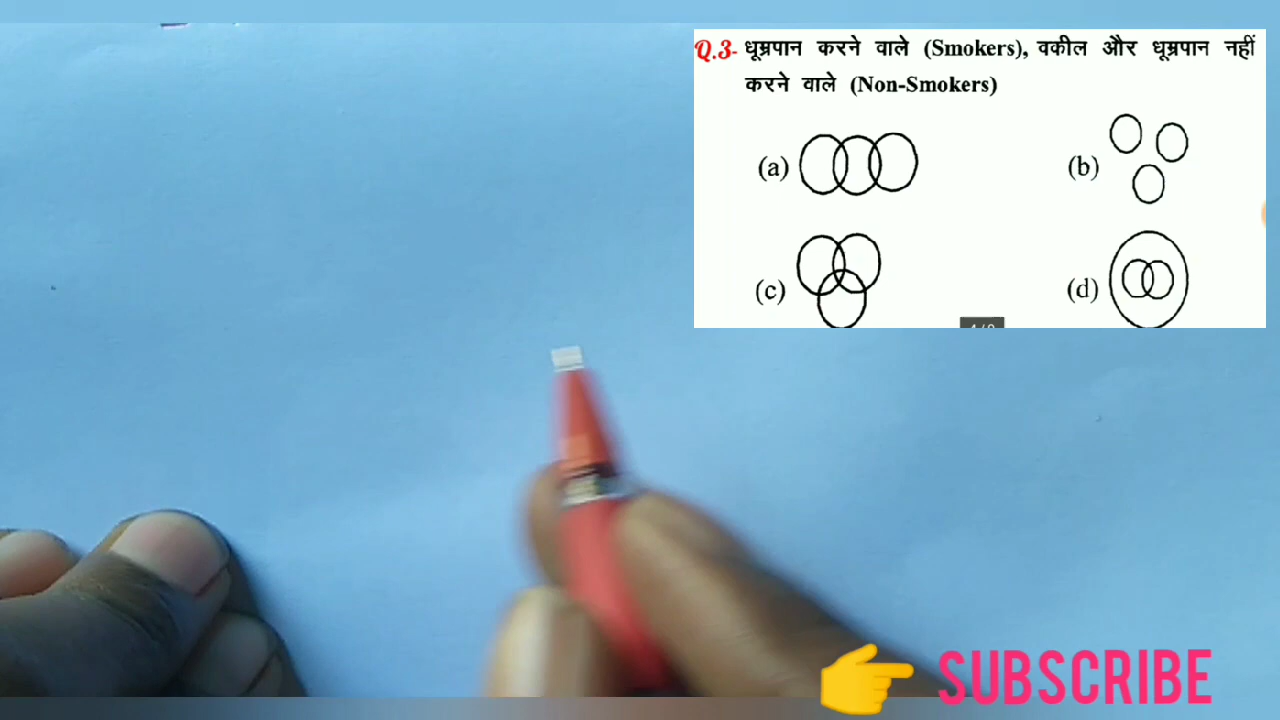 Q.3- धूम्रपान करने वाले (Smokers), वकील और धूम्रपान नहीं
करने वाले (Non-Smokers)
(a) (b)
(c) (d)
SUBSCRIBE